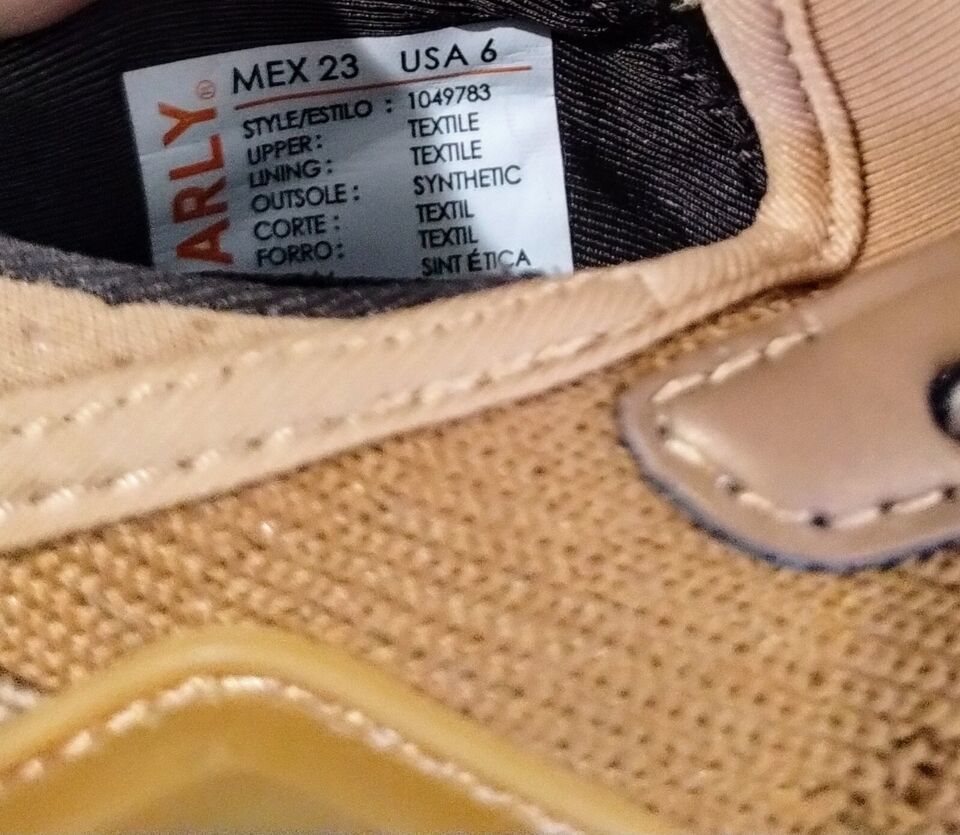 ARLY®
MEX 23 USA 6
STYLE/ESTILO : 1049783
UPPER: TEXTILE
LINING: TEXTILE
OUTSOLE: SYNTHETIC
CORTE: TEXTIL
FORRO: TEXTIL
SINTÉTICA